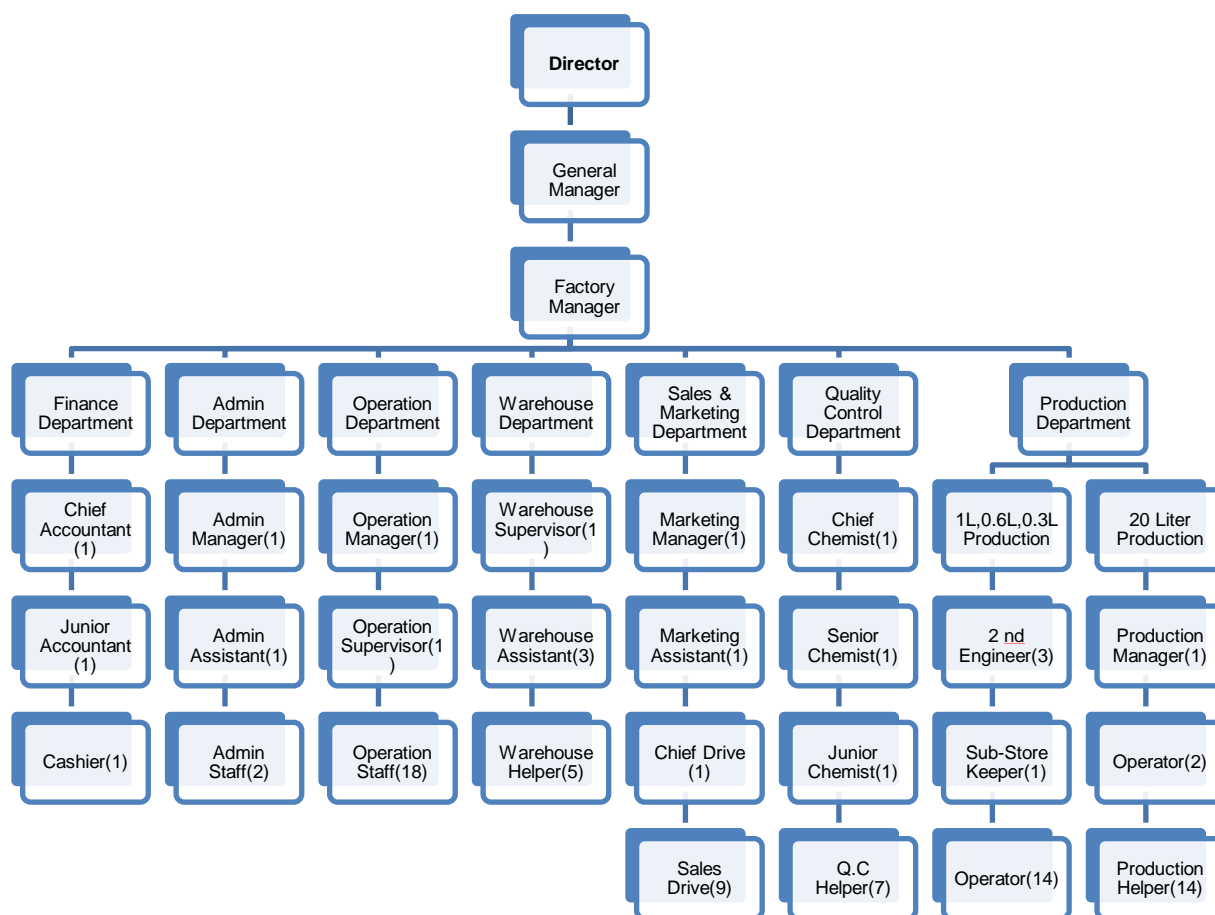 Director
General
Manager
Factory
Manager
Finance
Department
Admin
Department
Operation
Department
Warehouse
Department
Sales &
Marketing
Department
Quality
Control
Department
Production
Department
Chief
Accountant
(1)
Admin
Manager(1)
Operation
Manager(1)
Warehouse
Supervisor(1
)
Marketing
Manager(1)
Chief
Chemist(1)
1L,0.6L,0.3L
Production
20 Liter
Production
Junior
Accountant
(1)
Admin
Assistant(1)
Operation
Supervisor(1
)
Warehouse
Assistant(3)
Marketing
Assistant(1)
Senior
Chemist(1)
2 nd
Engineer(3)
Production
Manager(1)
Cashier(1)
Admin
Staff(2)
Operation
Staff(18)
Warehouse
Helper(5)
Chief Drive
(1)
Junior
Chemist(1)
Sub-Store
Keeper(1)
Operator(2)
Sales
Drive(9)
Q.C
Helper(7)
Operator(14)
Production
Helper(14)